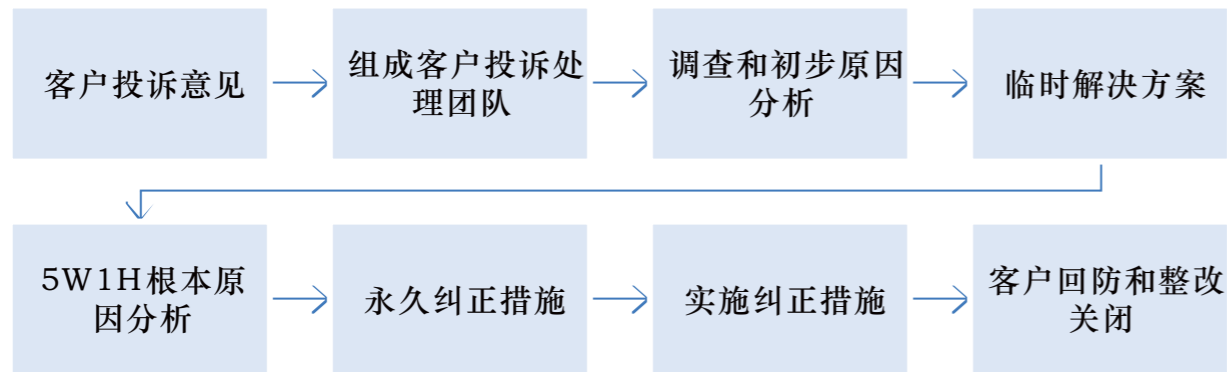 客户投诉意见
组成客户投诉处
理团队
调查和初步原因
分析
临时解决方案
5W1H根本原
因分析
永久纠正措施
实施纠正措施
客户回防和整改
关闭